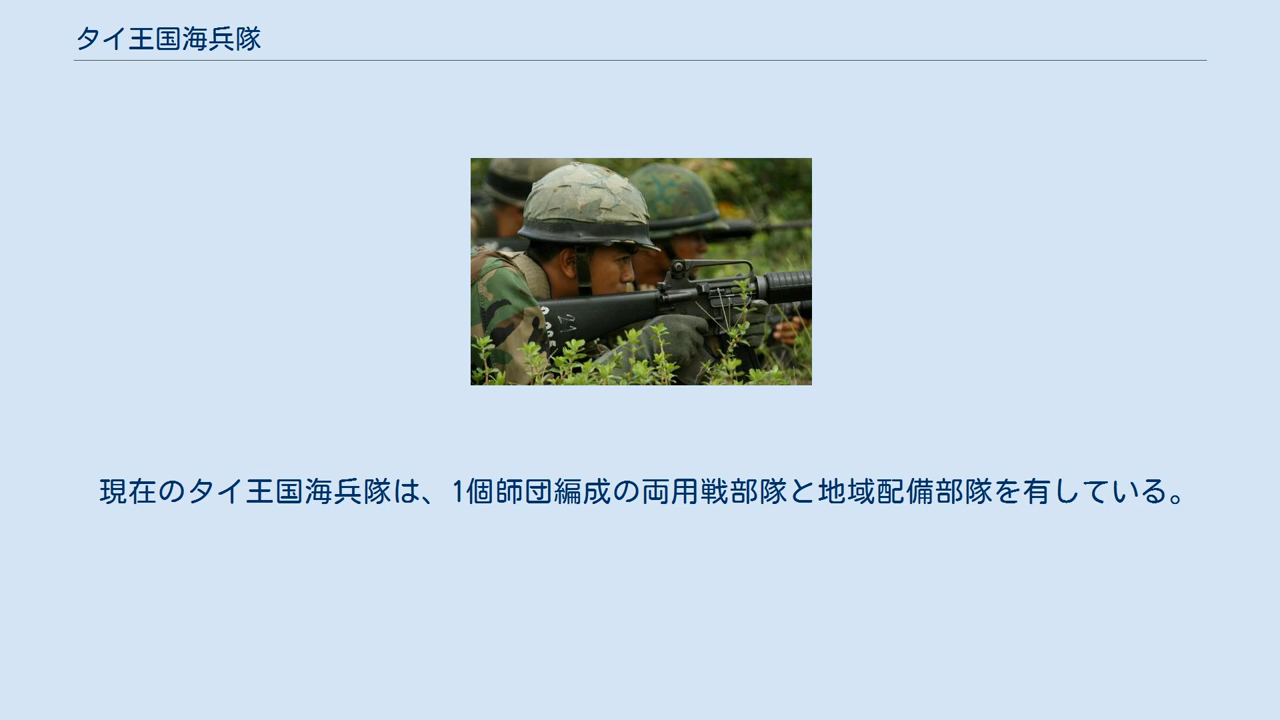 タイ王国海兵隊
21
現在のタイ王国海兵隊は、1個師団編成の両用戦部隊と地域配備部隊を有している。